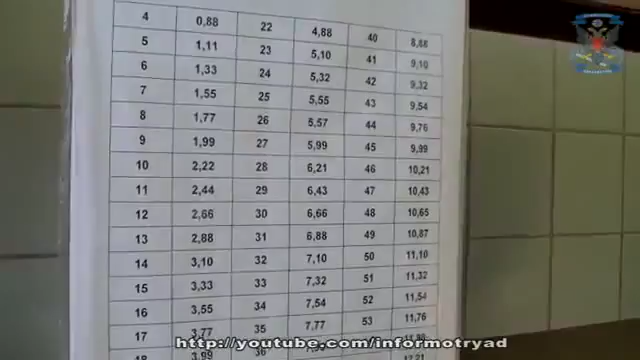 4 0,88 22 4,88 40 8,88
5 1,11 23 5,10 41 9,10
6 1,33 24 5,32 42 9,32
7 1,55 25 5,55 43 9,54
8 1,77 26 5,57 44 9,76
9 1,99 27 5,99 45 9,99
10 2,22 28 6,21 46 10,21
11 2,44 29 6,43 47 10,43
12 2,66 30 6,66 48 10,65
13 2,88 31 6,88 49 10,87
14 3,10 32 7,10 50 11,10
15 3,33 33 7,32 51 11,32
16 3,55 34 7,54 52 11,54
17 3,77 35 7,77 53 11,76
18 3,99 36
http://youtube.com/informotryad